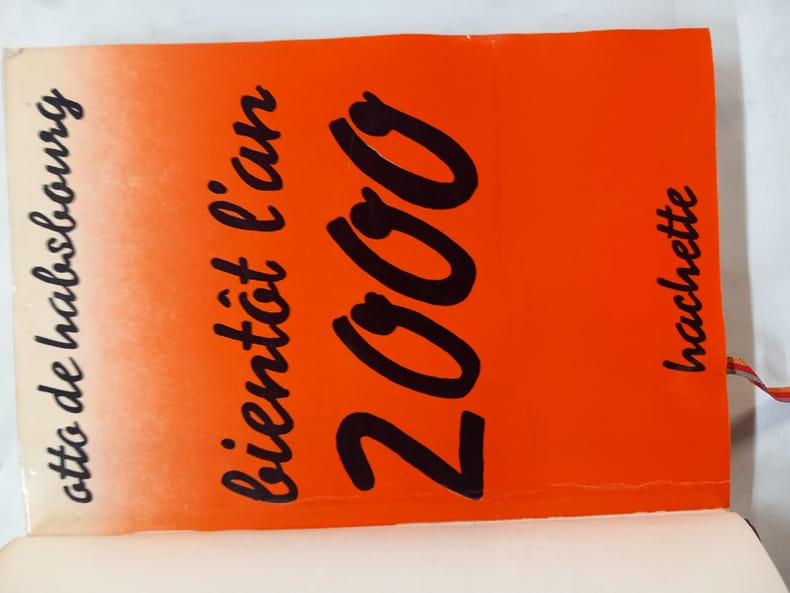 otto de habsbourg
bientôt l'an
2000
hachette